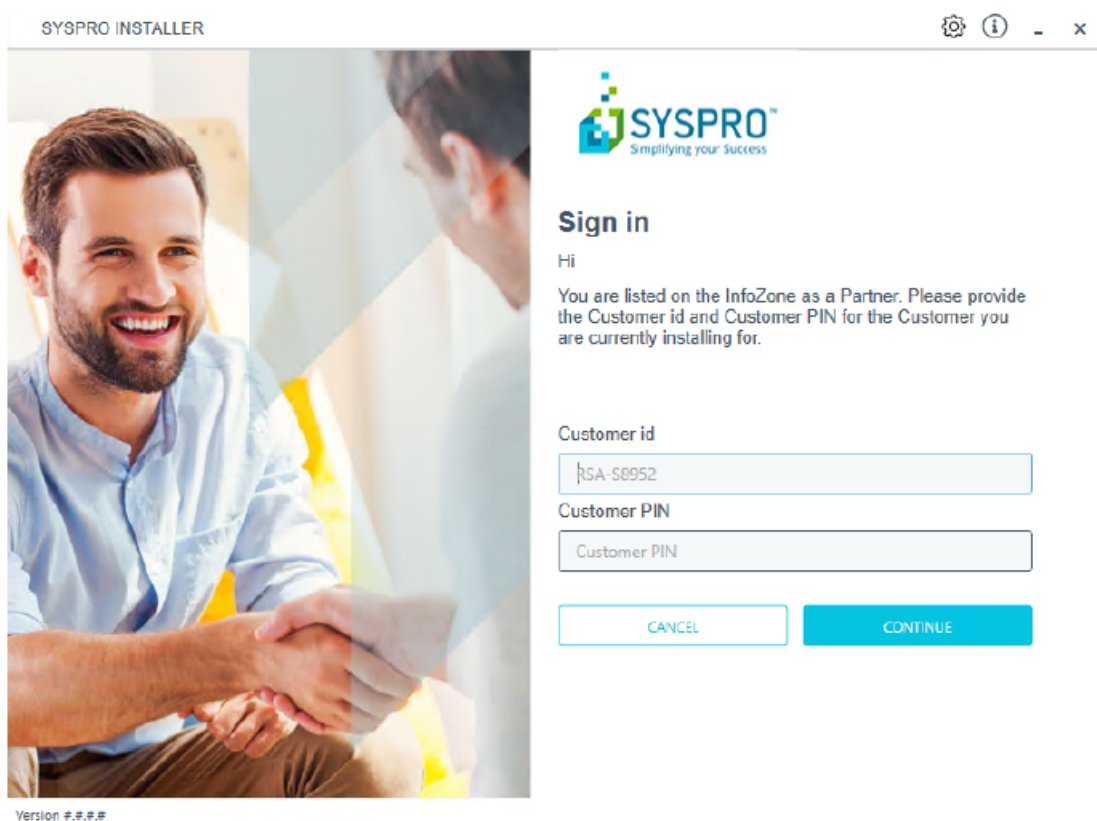 SYSPRO INSTALLER
SYSPRO™
Simplifying your Success
Sign in
Hi
You are listed on the InfoZone as a Partner. Please provide
the Customer id and Customer PIN for the Customer you
are currently installing for.
Customer id
RSA-S8952
Customer PIN
Customer PIN
CANCEL
CONTINUE
Version #.#.#.#